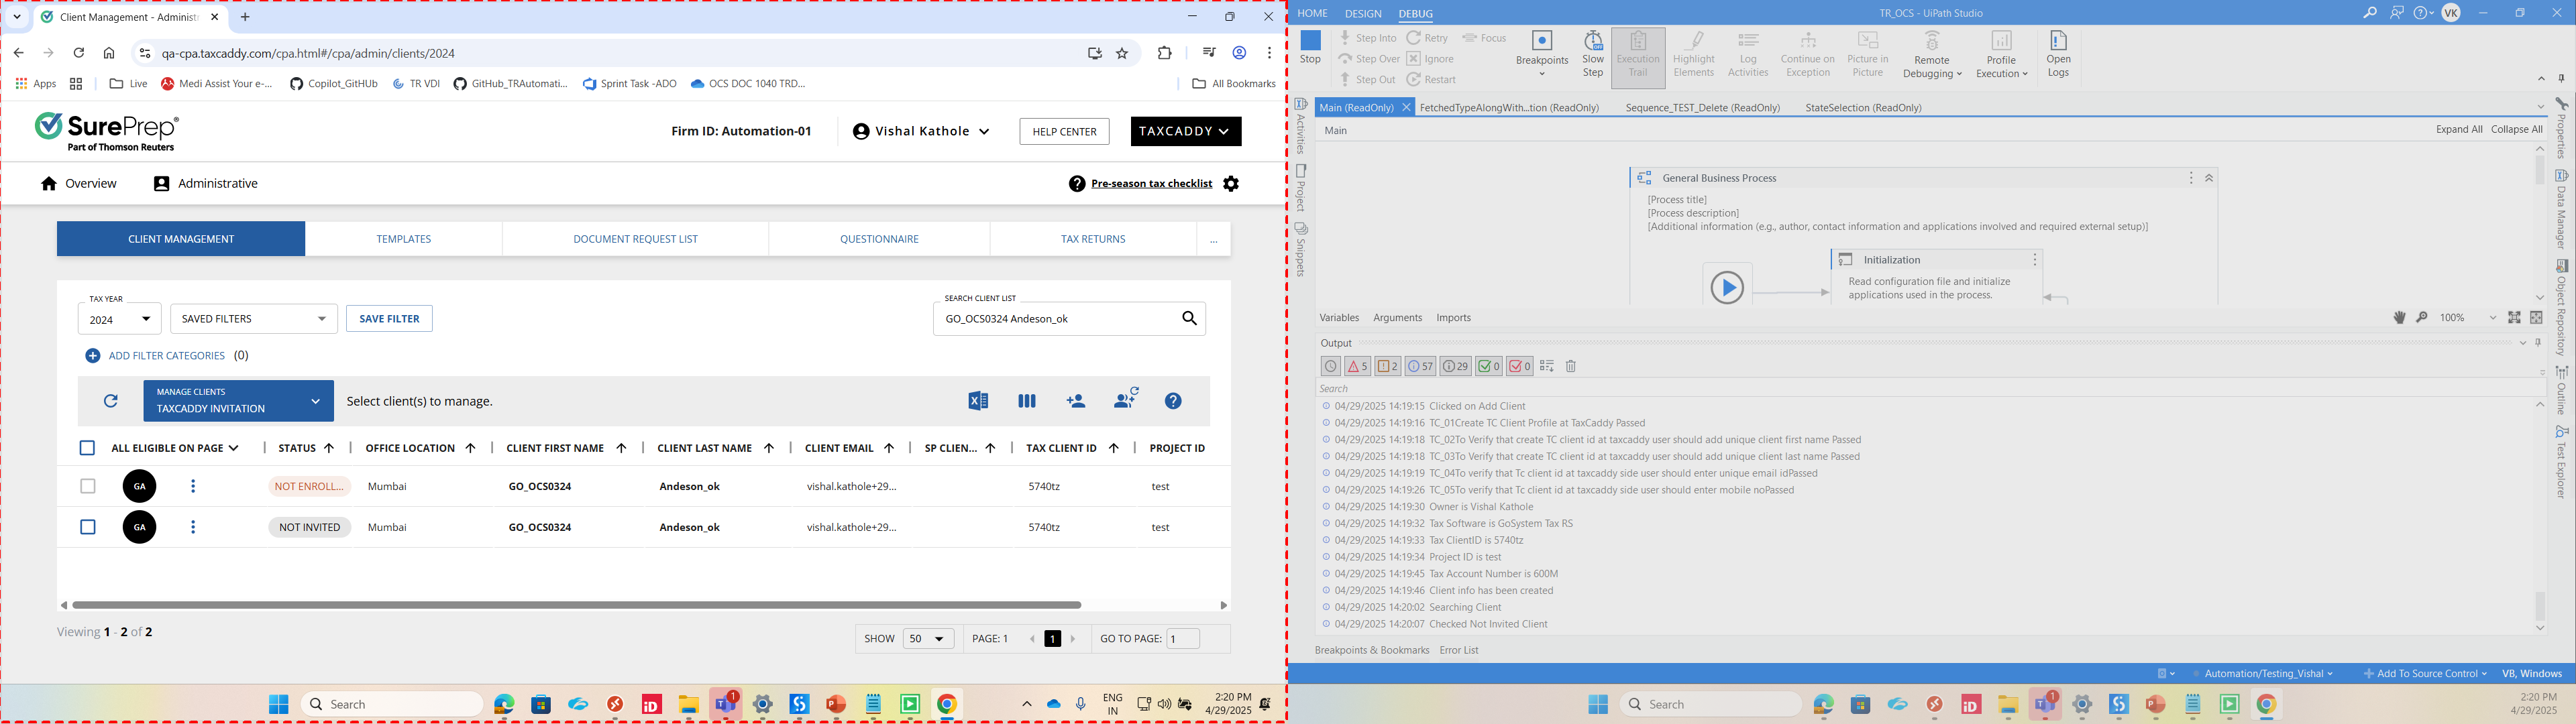 Client Management - Administ
qa-cpa.taxcaddy.com/cpa.html#/cpa/admin/clients/2024
Apps Live Medi Assist Your e-... Copilot_GitHUb TR VDI GitHub_TRAutomati... Sprint Task -ADO OCS DOC 1040 TRD... All Bookmarks
SurePrep®
Part of Thomson Reuters
Firm ID: Automation-01 Vishal Kathole HELP CENTER TAXCADDY
Overview Administrative Pre-season tax checklist
CLIENT MANAGEMENT TEMPLATES DOCUMENT REQUEST LIST QUESTIONNAIRE TAX RETURNS ...
TAX YEAR
2024 SAVED FILTERS SAVE FILTER
SEARCH CLIENT LIST
GO_OCS0324 Andeson_ok
ADD FILTER CATEGORIES (0)
MANAGE CLIENTS
TAXCADDY INVITATION
Select client(s) to manage.
ALL ELIGIBLE ON PAGE STATUS OFFICE LOCATION CLIENT FIRST NAME CLIENT LAST NAME CLIENT EMAIL SP CLIEN... TAX CLIENT ID PROJECT ID
GA NOT ENROLL... Mumbai GO_OCS0324 Andeson_ok vishal.kathole+29... 5740tz test
GA NOT INVITED Mumbai GO_OCS0324 Andeson_ok vishal.kathole+29... 5740tz test
Viewing 1 - 2 of 2
SHOW 50 PAGE: 1 1 GO TO PAGE: 1
Search
1
ENG
IN
2:20 PM
4/29/2025
HOME DESIGN DEBUG
TR_OCS - UiPath Studio
VK
Stop
Step Into
Step Over
Step Out
Retry
Ignore
Restart
Focus
Breakpoints
Slow
Step
Execution
Trail
Highlight
Elements
Log
Activities
Continue on
Exception
Picture in
Picture
Remote
Debugging
Profile
Execution
Open
Logs
Main (ReadOnly) FetchedTypeAlongWith...tion (ReadOnly) Sequence_TEST_Delete (ReadOnly) StateSelection (ReadOnly)
Main
Expand All Collapse All
Activities
Project
Snippets
General Business Process
[Process title]
[Process description]
[Additional information (e.g., author, contact information and applications involved and required external setup)]
Initialization
Read configuration file and initialize
applications used in the process.
Variables Arguments Imports
100%
Output
5 2 57 29 0 0
Search
04/29/2025 14:19:15 Clicked on Add Client
04/29/2025 14:19:16 TC_01Create TC Client Profile at TaxCaddy Passed
04/29/2025 14:19:18 TC_02To Verify that create TC client id at taxcaddy user should add unique client first name Passed
04/29/2025 14:19:18 TC_03To Verify that create TC client id at taxcaddy user should add unique client last name Passed
04/29/2025 14:19:19 TC_04To verify that Tc client id at taxcaddy side user should enter unique email idPassed
04/29/2025 14:19:26 TC_05To verify that Tc client id at taxcaddy side user should enter mobile noPassed
04/29/2025 14:19:30 Owner is Vishal Kathole
04/29/2025 14:19:32 Tax Software is GoSystem Tax RS
04/29/2025 14:19:33 Tax ClientID is 5740tz
04/29/2025 14:19:34 Project ID is test
04/29/2025 14:19:45 Tax Account Number is 600M
04/29/2025 14:19:46 Client info has been created
04/29/2025 14:20:02 Searching Client
04/29/2025 14:20:07 Checked Not Invited Client
Breakpoints & Bookmarks Error List
Properties
Data Manager
Object Repository
Outline
Test Explorer
Automation/Testing_Vishal Add To Source Control VB, Windows
Search
1
2:20 PM
4/29/2025